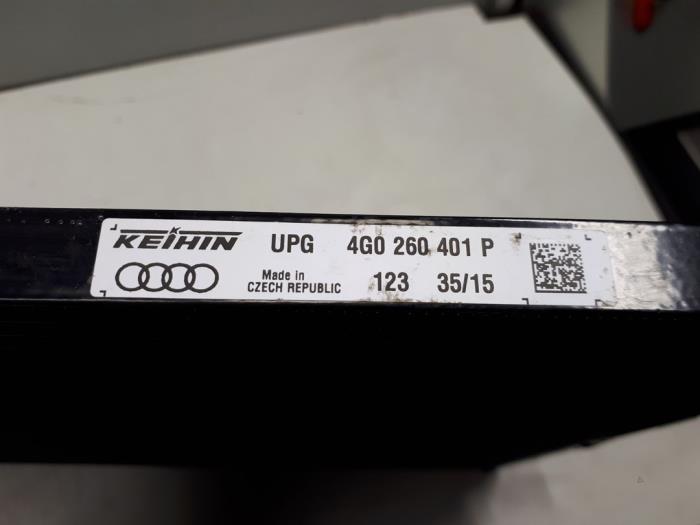 KEIHIN UPG 4G0 260 401 P
Made in
CZECH REPUBLIC 123 35/15